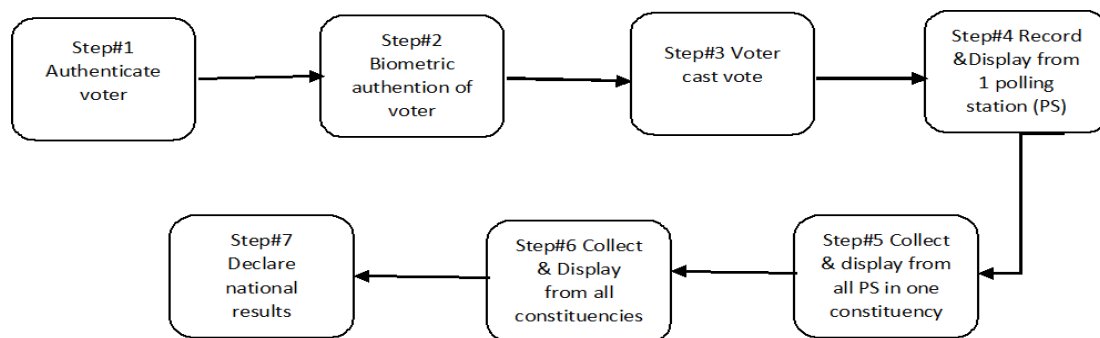 Step#1
Authenticate
voter
Step#2
Biometric
authention of
voter
Step#3 Voter
cast vote
Step#4 Record
&Display from
1 polling
station (PS)
Step#7
Declare
national
results
Step#6 Collect
& Display
from all
constituencies
Step#5 Collect
& display from
all PS in one
constituency